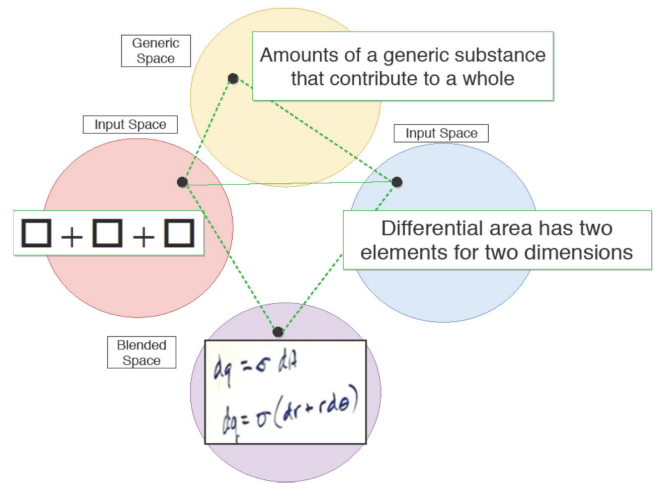 Generic
Space
Amounts of a generic substance
that contribute to a whole
Input Space
Input Space
□ + □ + □
Differential area has two
elements for two dimensions
Blended
Space
dq = σ dA
dq = σ(dr + r dθ)